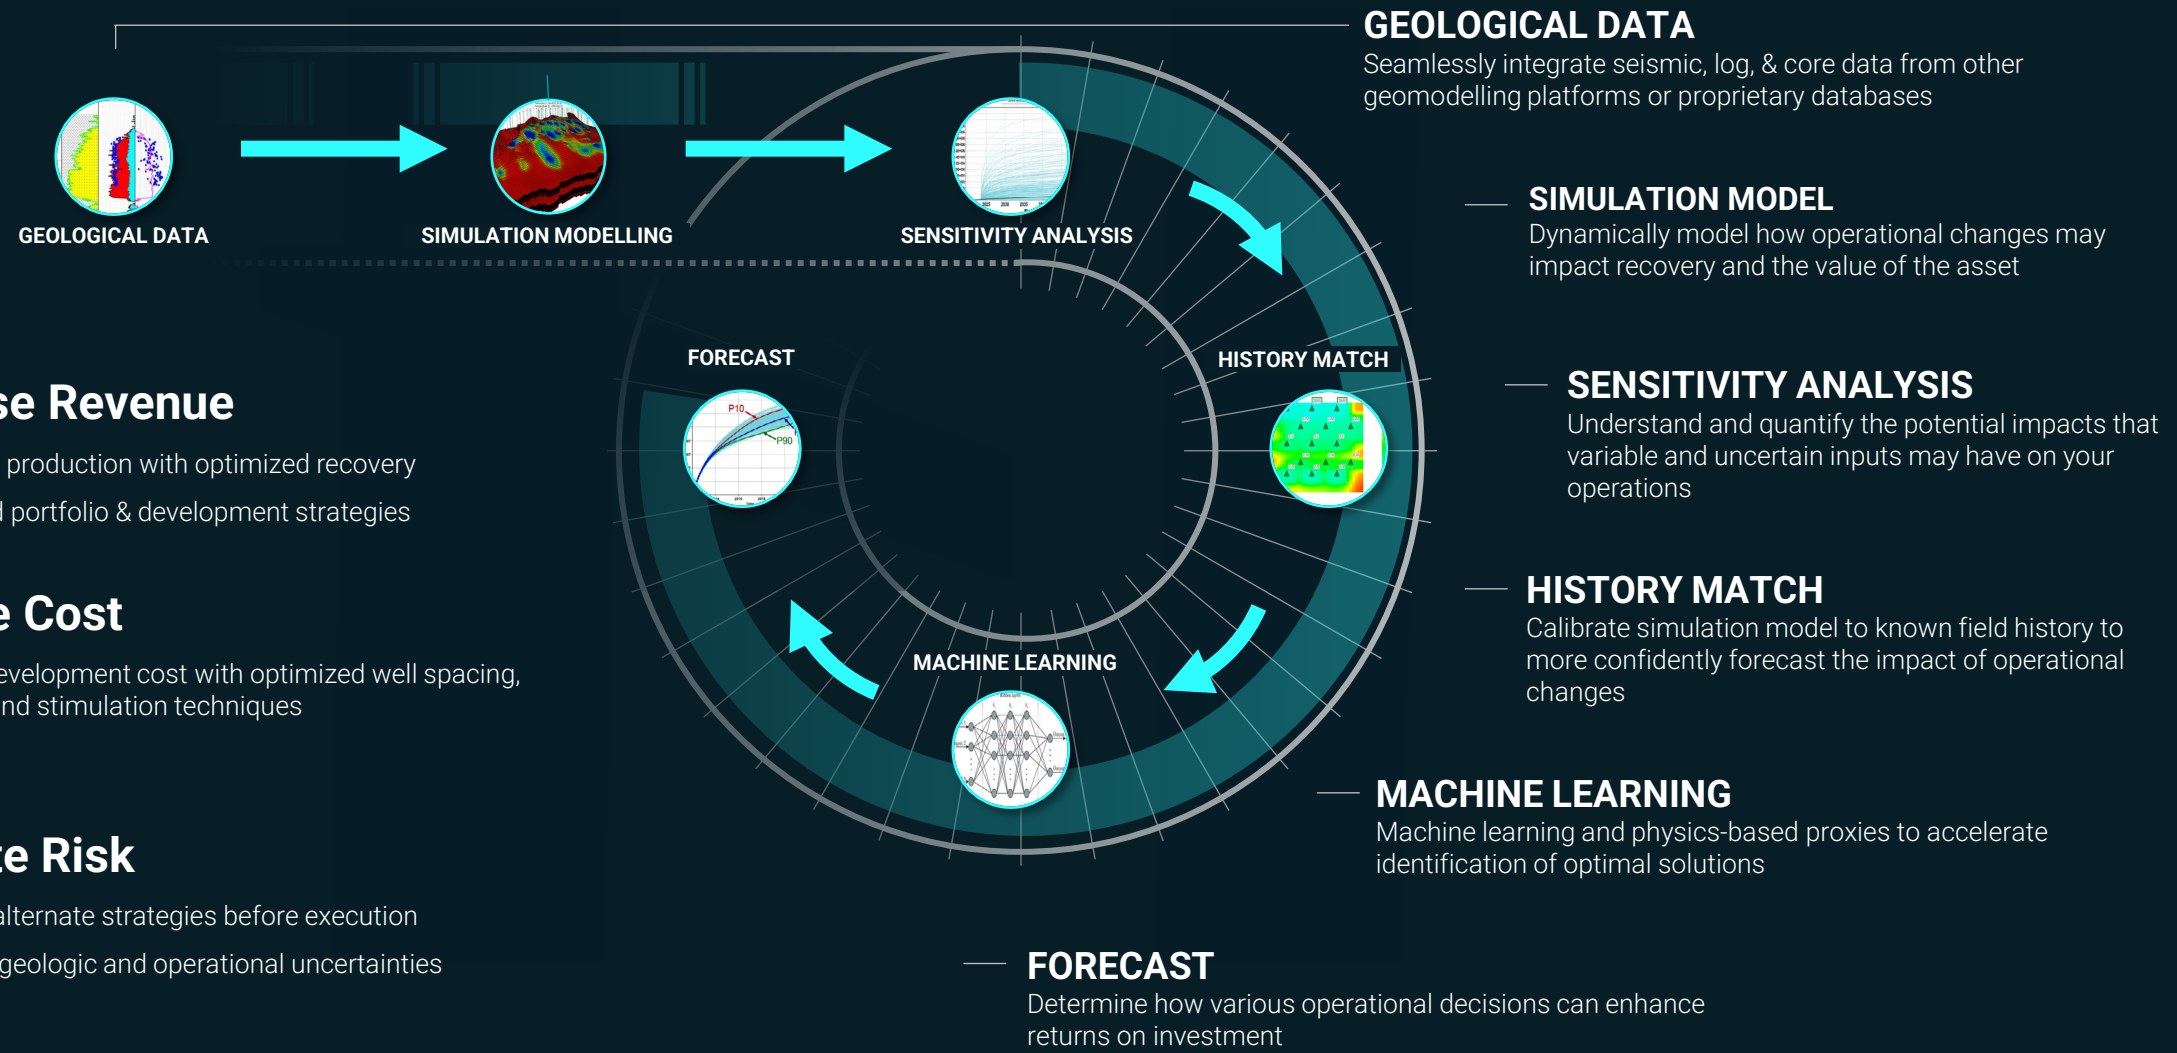 GEOLOGICAL DATA
Seamlessly integrate seismic, log, & core data from other
geomodelling platforms or proprietary databases
GEOLOGICAL DATA
SIMULATION MODELLING
SENSITIVITY ANALYSIS
SIMULATION MODEL
Dynamically model how operational changes may
impact recovery and the value of the asset
FORECAST
P10
P90
HISTORY MATCH
SENSITIVITY ANALYSIS
Understand and quantify the potential impacts that
variable and uncertain inputs may have on your
operations
se Revenue
production with optimized recovery
portfolio & development strategies
HISTORY MATCH
Calibrate simulation model to known field history to
more confidently forecast the impact of operational
changes
e Cost
evelopment cost with optimized well spacing,
nd stimulation techniques
MACHINE LEARNING
MACHINE LEARNING
Machine learning and physics-based proxies to accelerate
identification of optimal solutions
te Risk
alternate strategies before execution
geologic and operational uncertainties
FORECAST
Determine how various operational decisions can enhance
returns on investment